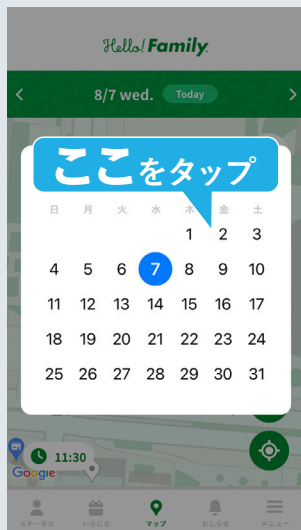 Hello! Family.
8/7 wed. Today
ここをタップ
日 月 火 水 木 金 土
1 2 3
4 5 6 7 8 9 10
11 12 13 14 15 16 17
18 19 20 21 22 23 24
25 26 27 28 29 30 31
11:30
Google
ステータス いちにち マップ おしらせ メニュー